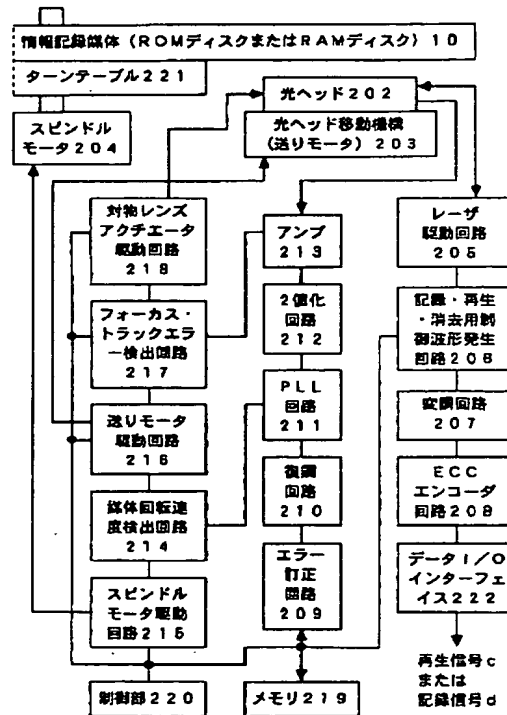 情報記録媒体（ROMディスクまたはRAMディスク）10
ターンテーブル221
スピンドル
モータ204
光ヘッド202
光ヘッド移動機構
（送りモータ）203
対物レンズ
アクチエータ
駆動回路
218
フォーカス・
トラックエラ
ー検出回路
217
送りモータ
駆動回路
216
媒体回転速
度検出回路
214
スピンドル
モータ駆動
回路215
制御部220
アンプ
213
2値化
回路
212
PLL
回路
211
復調
回路
210
エラー
訂正
回路
209
メモリ219
レーザ
駆動回路
205
記録・再生
・消去用制
御波形発生
回路206
変調回路
207
ECC
エンコーダ
回路208
データI/O
インターフェ
イス222
再生信号c
または
記録信号d